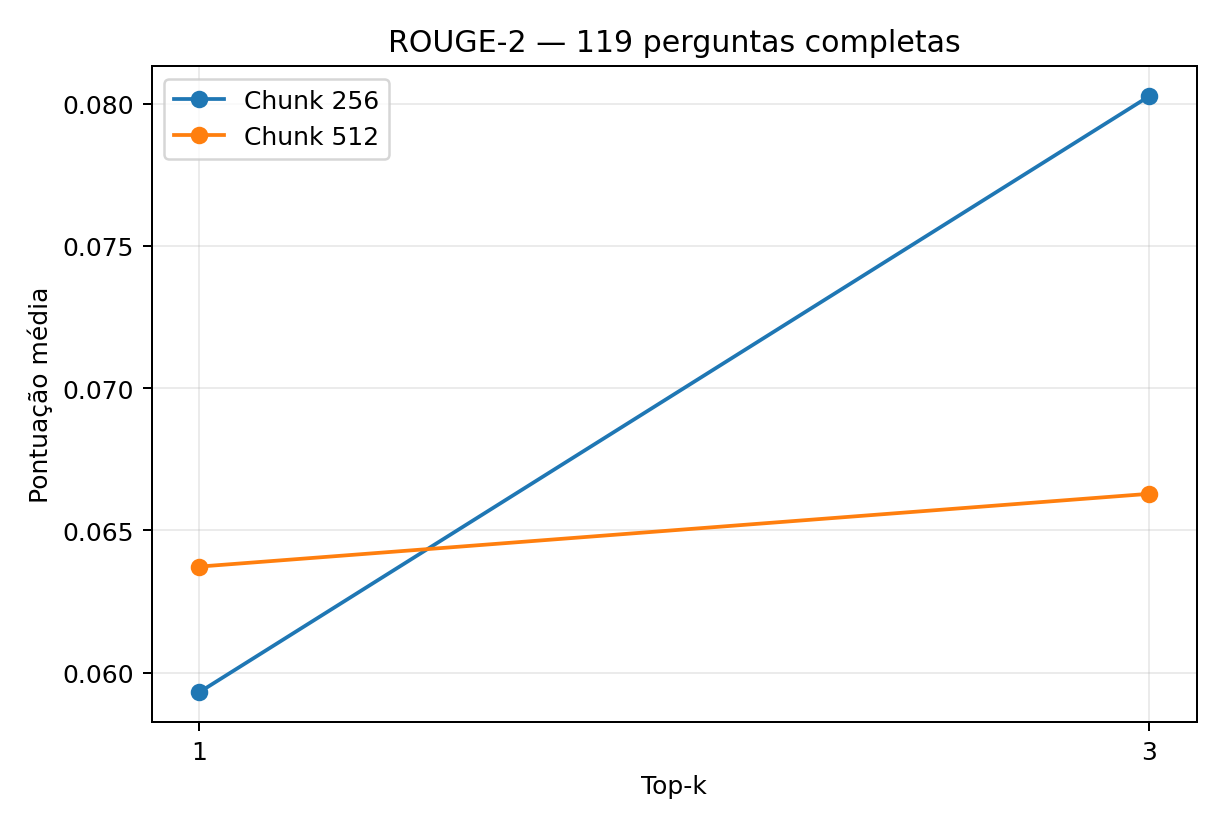 ROUGE-2 — 119 perguntas completas
Chunk 256
Chunk 512
Pontuação média
0.080
0.075
0.070
0.065
0.060
1
3
Top-k